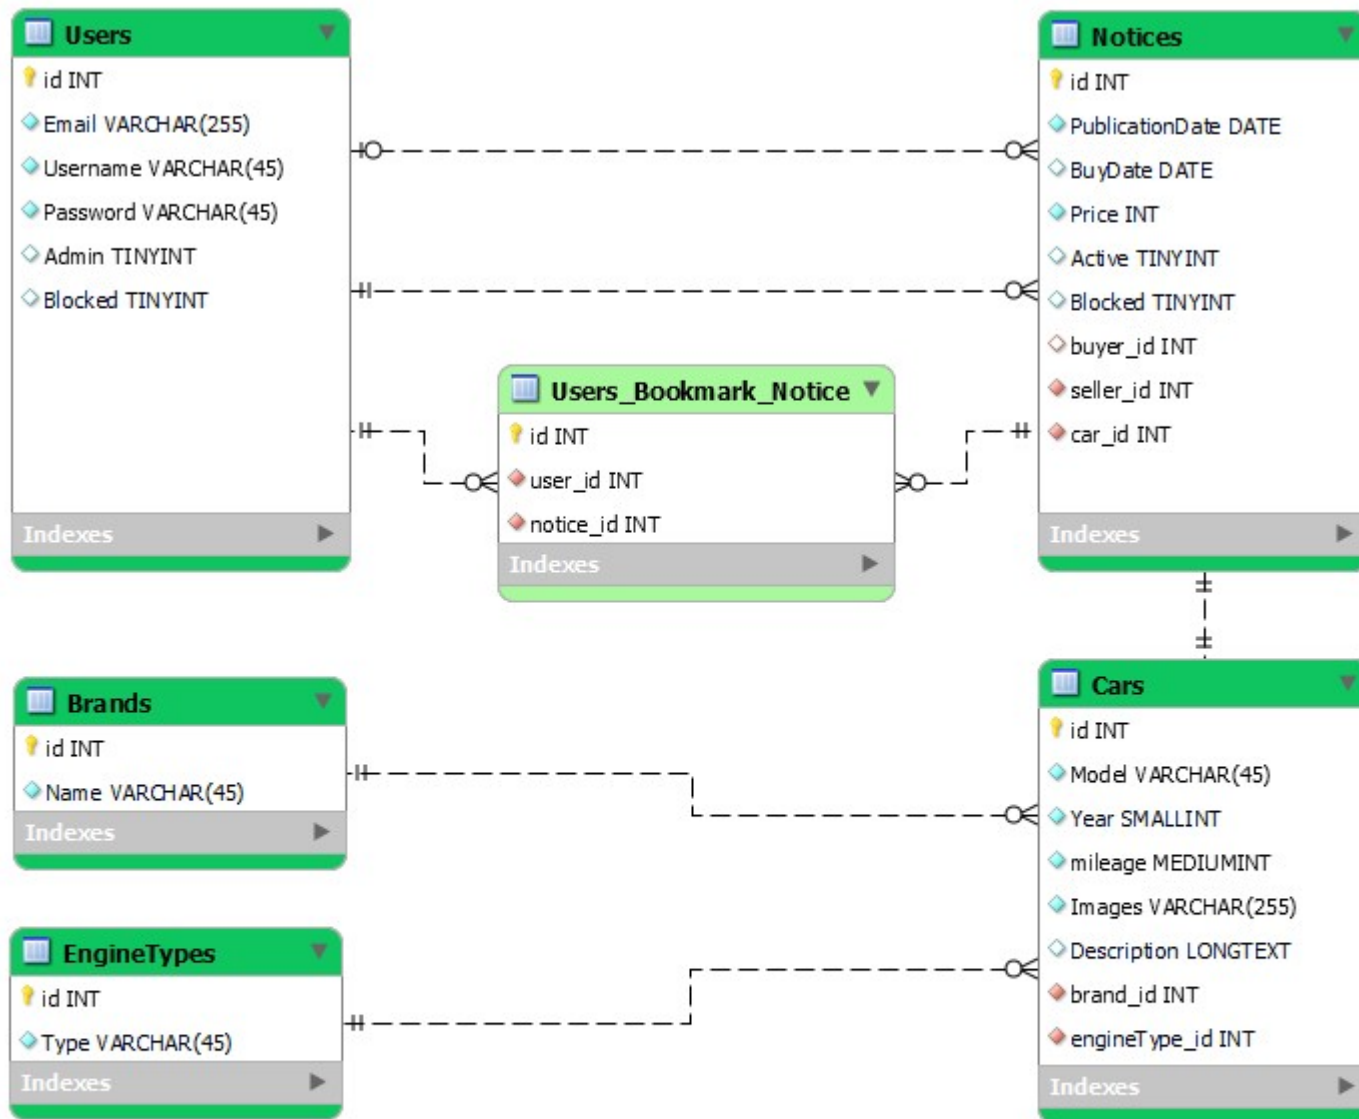 Users
id INT
Email VARCHAR(255)
Username VARCHAR(45)
Password VARCHAR(45)
Admin TINYINT
Blocked TINYINT
Indexes
Notices
id INT
PublicationDate DATE
BuyDate DATE
Price INT
Active TINYINT
Blocked TINYINT
buyer_id INT
seller_id INT
car_id INT
Indexes
Users_Bookmark_Notice
id INT
user_id INT
notice_id INT
Indexes
Brands
id INT
Name VARCHAR(45)
Indexes
EngineTypes
id INT
Type VARCHAR(45)
Indexes
Cars
id INT
Model VARCHAR(45)
Year SMALLINT
mileage MEDIUMINT
Images VARCHAR(255)
Description LONGTEXT
brand_id INT
engineType_id INT
Indexes